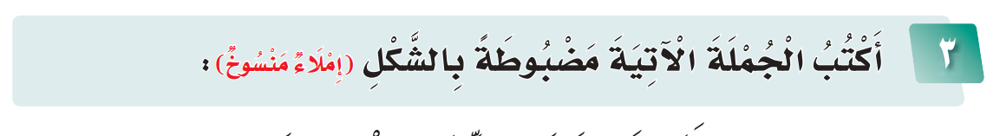 ٣ أَكْتُبُ الْجُمْلَةَ الْآتِيَةَ مَضْبُوطَةً بِالشَّكْلِ (إِمْلَاءٌ مَنْسُوخٌ) :